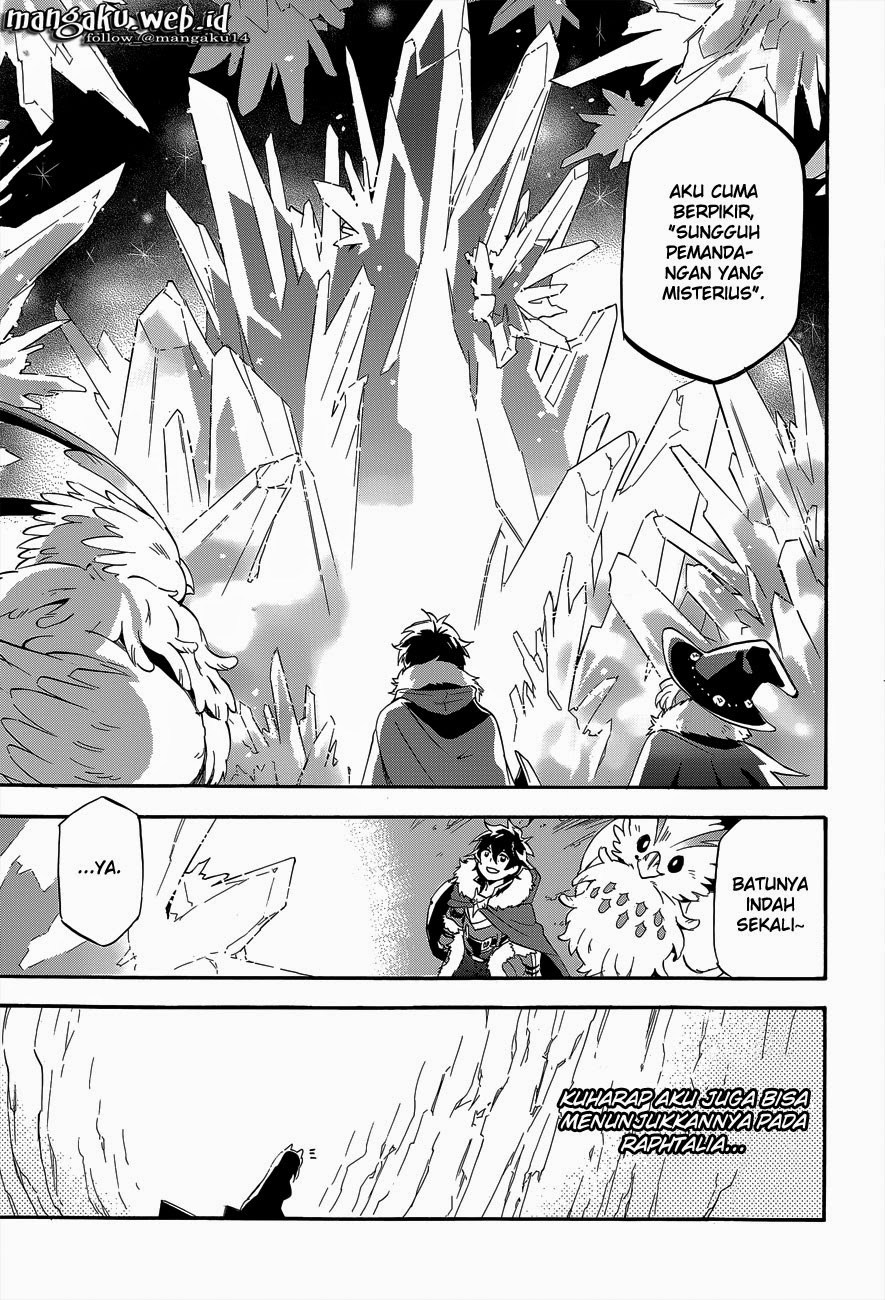 mangaku.web.id
follow_@mangaku14
AKU CUMA
BERPIKIR,
"SUNGGUH
PEMANDA-
NGAN YANG
MISTERIUS".
BATUNYA
INDAH
SEKALI~
...YA.
KUHARAP AKU JUGA BISA
MENUNJUKKANNYA PADA
RAPHTALIA...